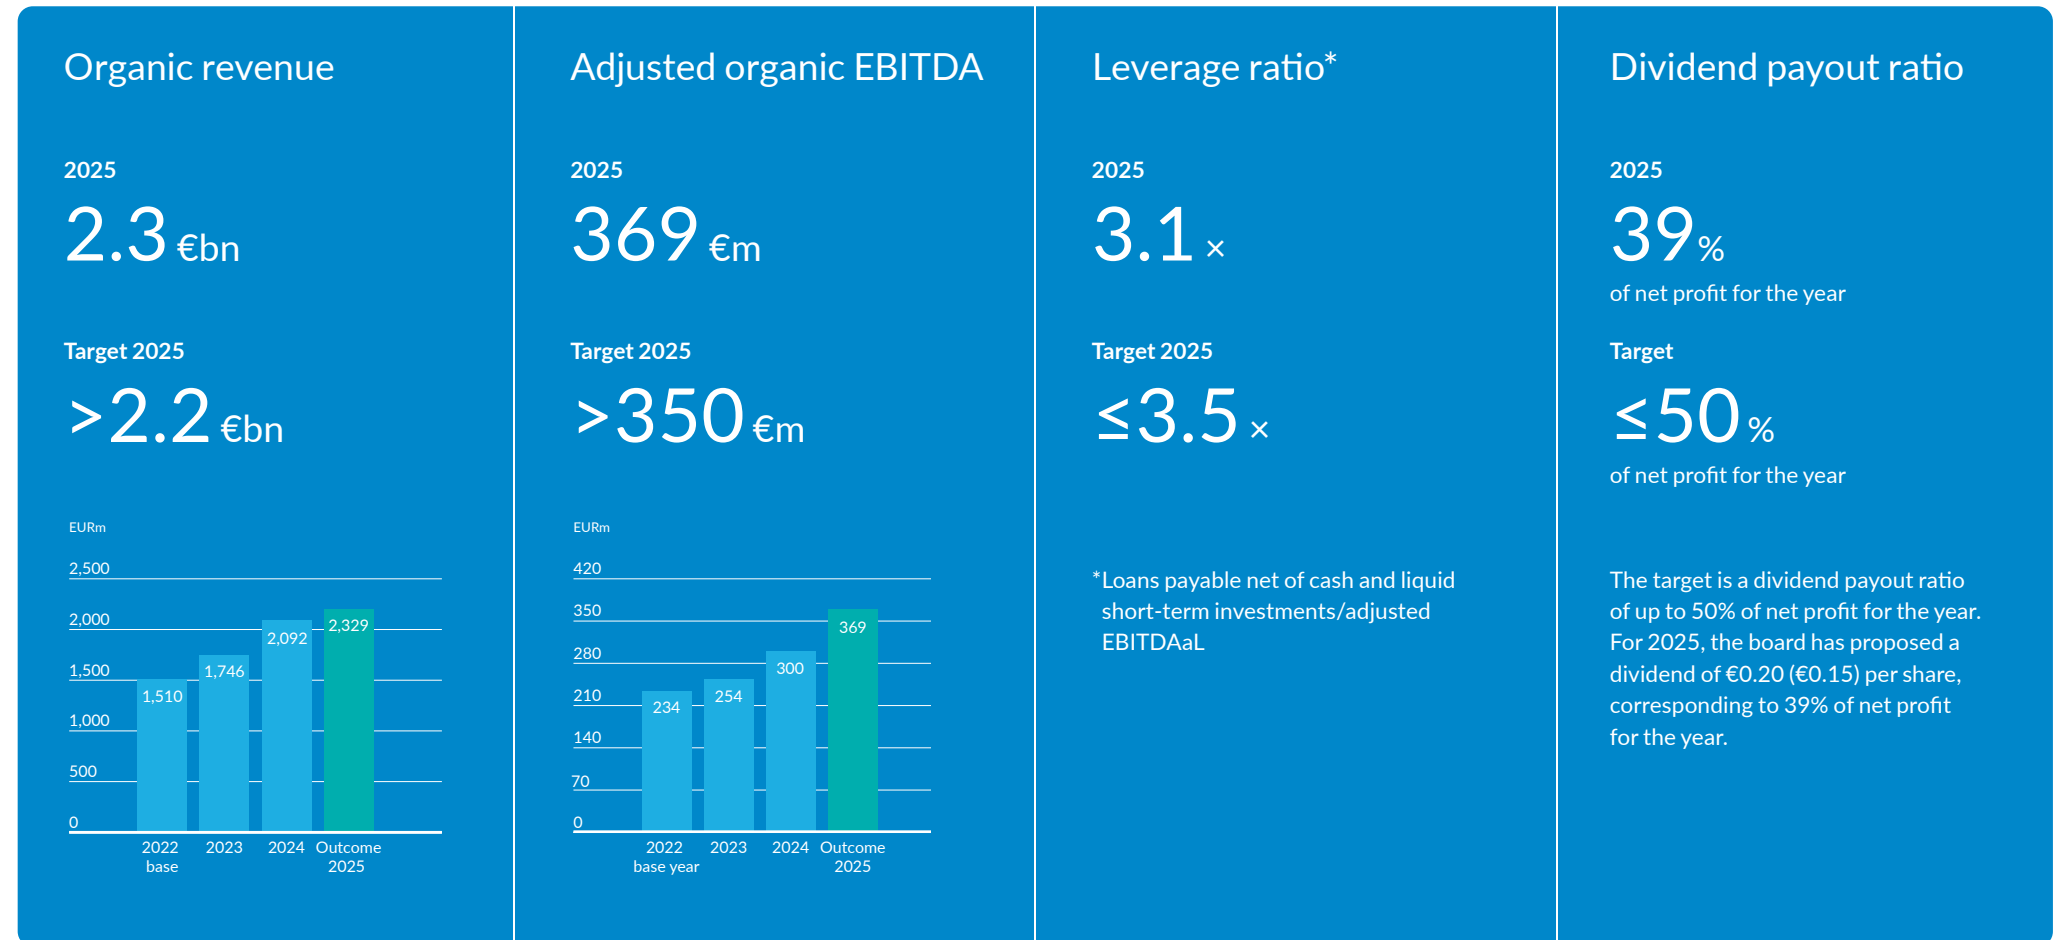 Organic revenue
2025
2.3 €bn
Target 2025
>2.2 €bn
EURm
2,500
2,000
1,500
1,000
500
0
1,510
1,746
2,092
2,329
2022
base
2023
2024
Outcome
2025
Adjusted organic EBITDA
2025
369 €m
Target 2025
>350 €m
EURm
420
350
280
210
140
70
0
234
254
300
369
2022
base year
2023
2024
Outcome
2025
Leverage ratio*
2025
3.1 ×
Target 2025
≤3.5 ×
*Loans payable net of cash and liquid
short-term investments/adjusted
EBITDAaL
Dividend payout ratio
2025
39%
of net profit for the year
Target
≤50 %
of net profit for the year
The target is a dividend payout ratio
of up to 50% of net profit for the year.
For 2025, the board has proposed a
dividend of €0.20 (€0.15) per share,
corresponding to 39% of net profit
for the year.